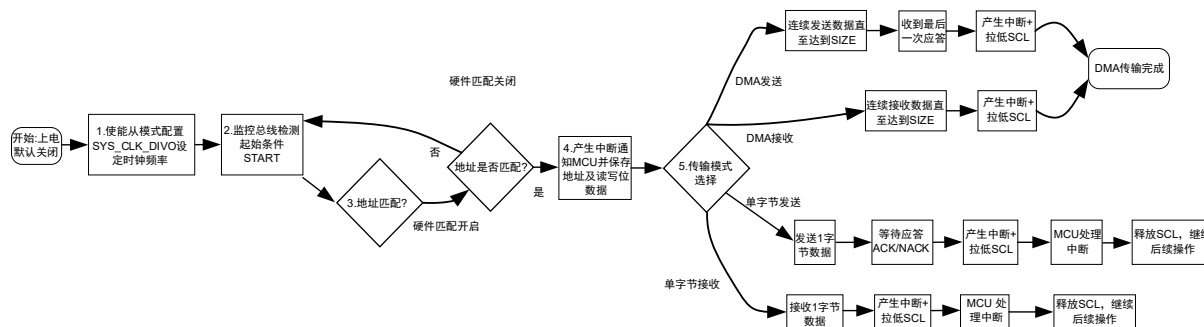 开始:上电
默认关闭
1.使能从模式配置
SYS_CLK_DIVO设
定时钟频率
2.监控总线检测
起始条件
START
3.地址匹配?
硬件匹配开启
硬件匹配关闭
否
地址是否匹配?
是
4.产生中断通
知MCU并保存
地址及读写位
数据
5.传输模式
选择
DMA发送
连续发送数据直
至达到SIZE
收到最后
一次应答
产生中断+
拉低SCL
DMA传输完成
DMA接收
连续接收数据直
至达到SIZE
产生中断+
拉低SCL
单字节发送
发送1字
节数据
等待应答
ACK/NACK
产生中断+
拉低SCL
MCU处理
中断
释放SCL，继续
后续操作
单字节接收
接收1字节
数据
产生中断+
拉低SCL
MCU 处
理中断
释放SCL，继续
后续操作